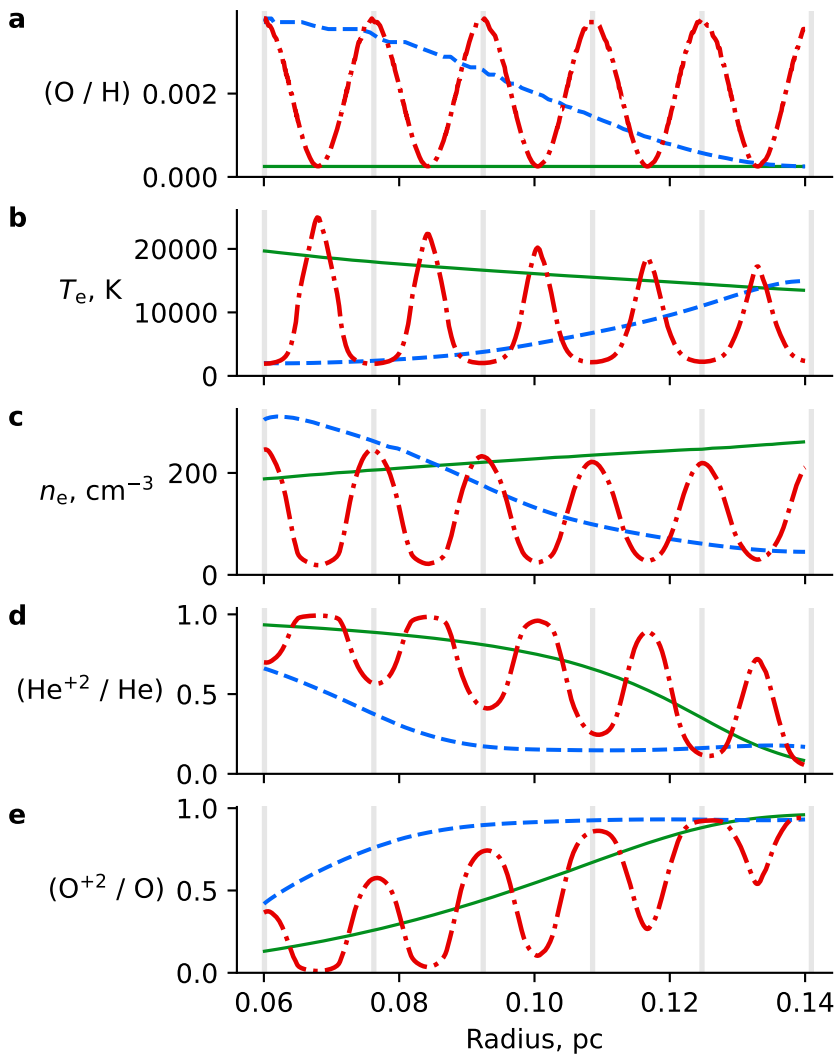 a
(O / H)
0.002
0.000
b
Tₑ, K
20000
10000
0
c
nₑ, cm⁻³
200
0
d
(He⁺² / He)
1.0
0.5
0.0
e
(O⁺² / O)
1.0
0.5
0.0
0.06 0.08 0.10 0.12 0.14
Radius, pc